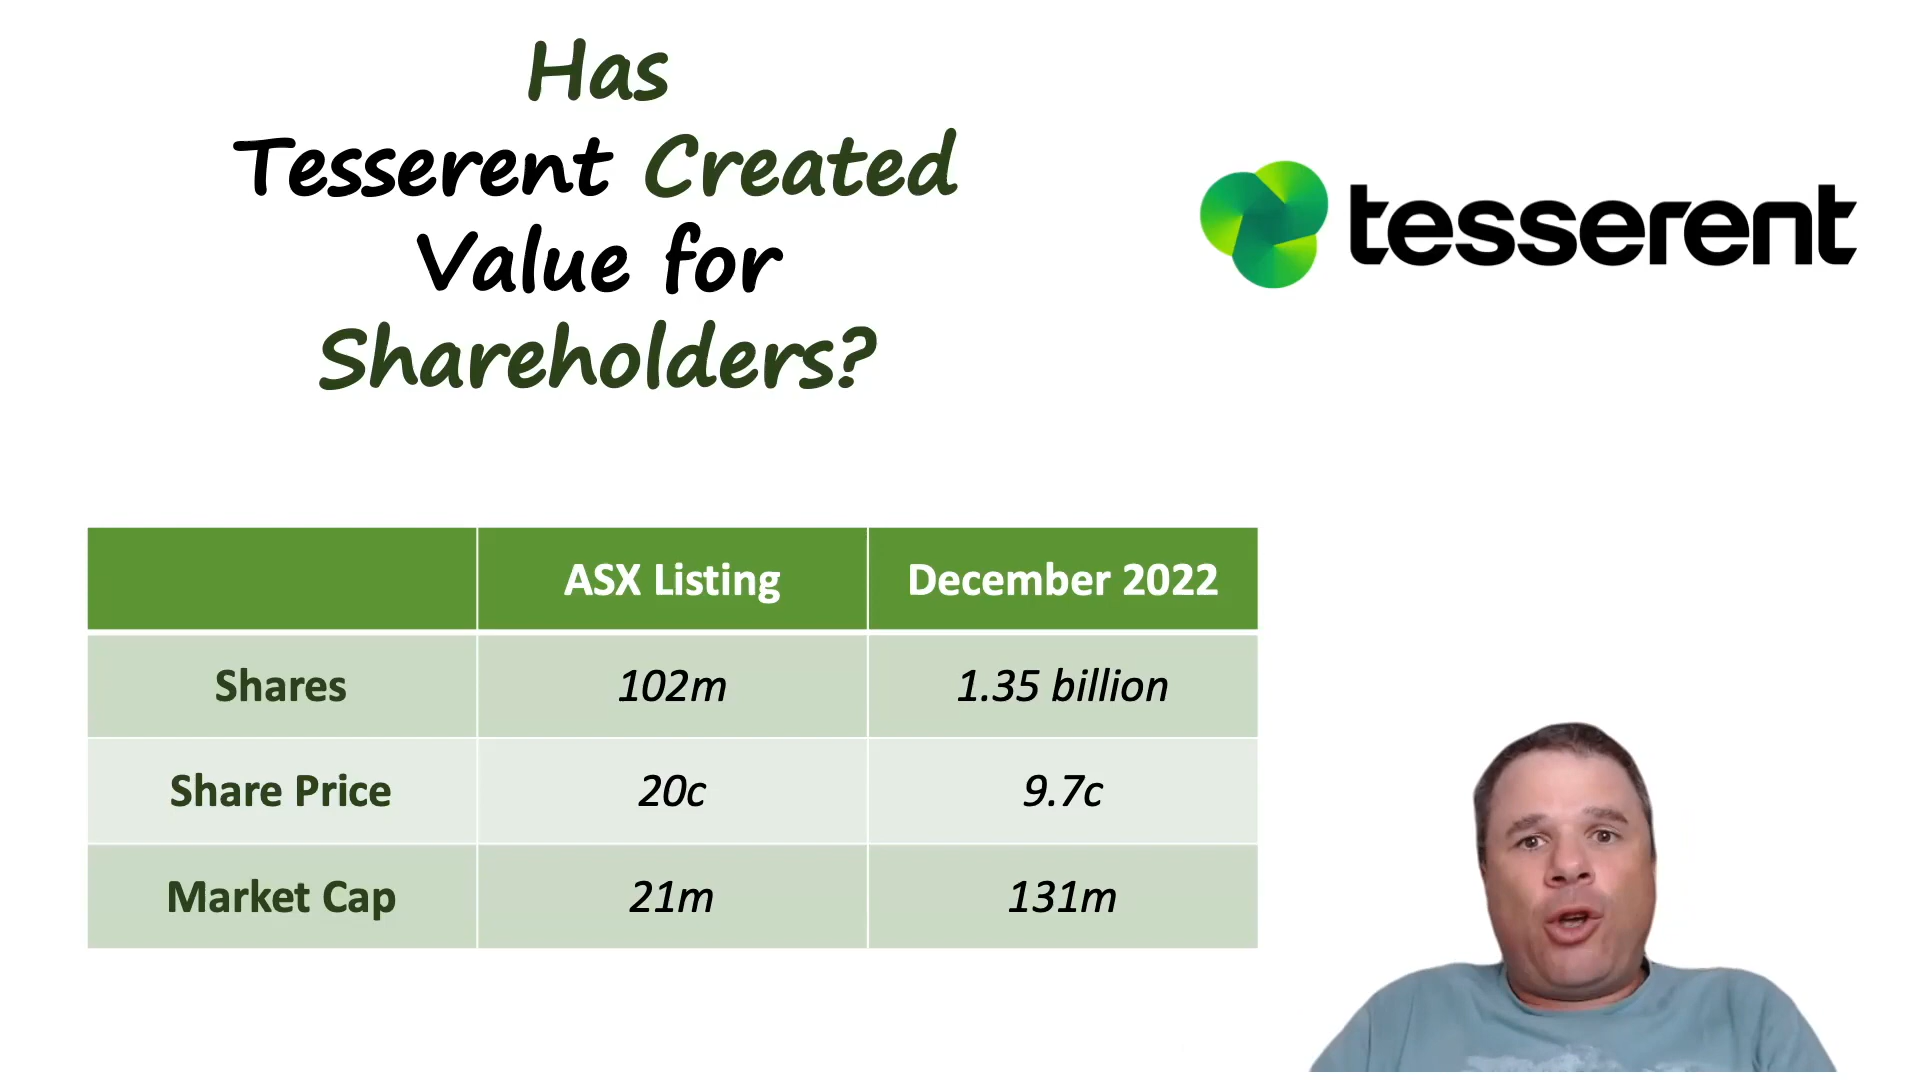 Has
Tesserent Created
Value for
Shareholders?
tesserent
ASX Listing December 2022
Shares 102m 1.35 billion
Share Price 20c 9.7c
Market Cap 21m 131m